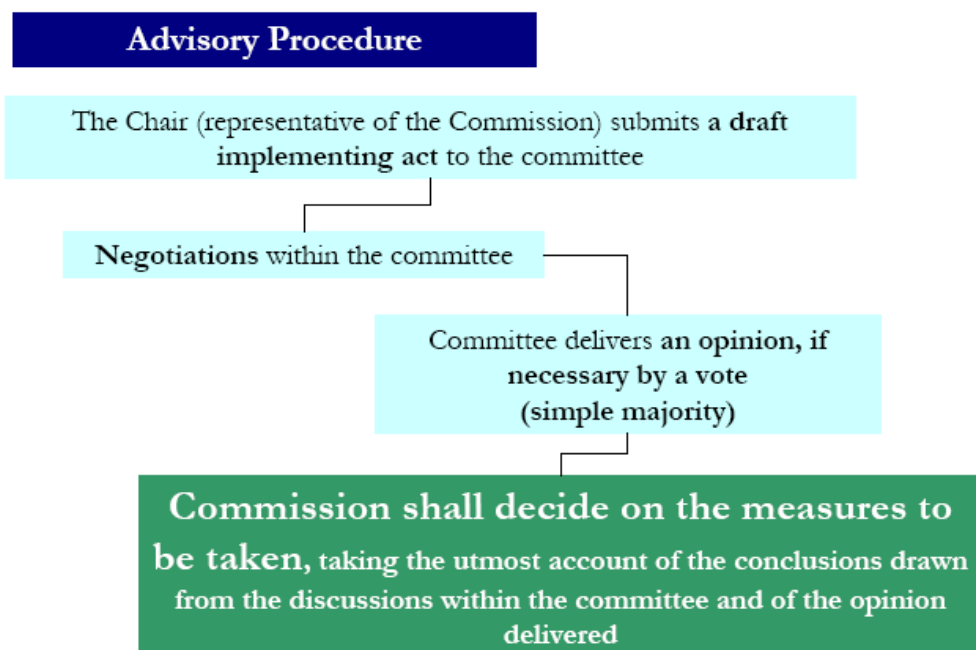 Advisory Procedure
The Chair (representative of the Commission) submits a draft
implementing act to the committee
Negotiations within the committee
Committee delivers an opinion, if
necessary by a vote
(simple majority)
Commission shall decide on the measures to
be taken, taking the utmost account of the conclusions drawn
from the discussions within the committee and of the opinion
delivered